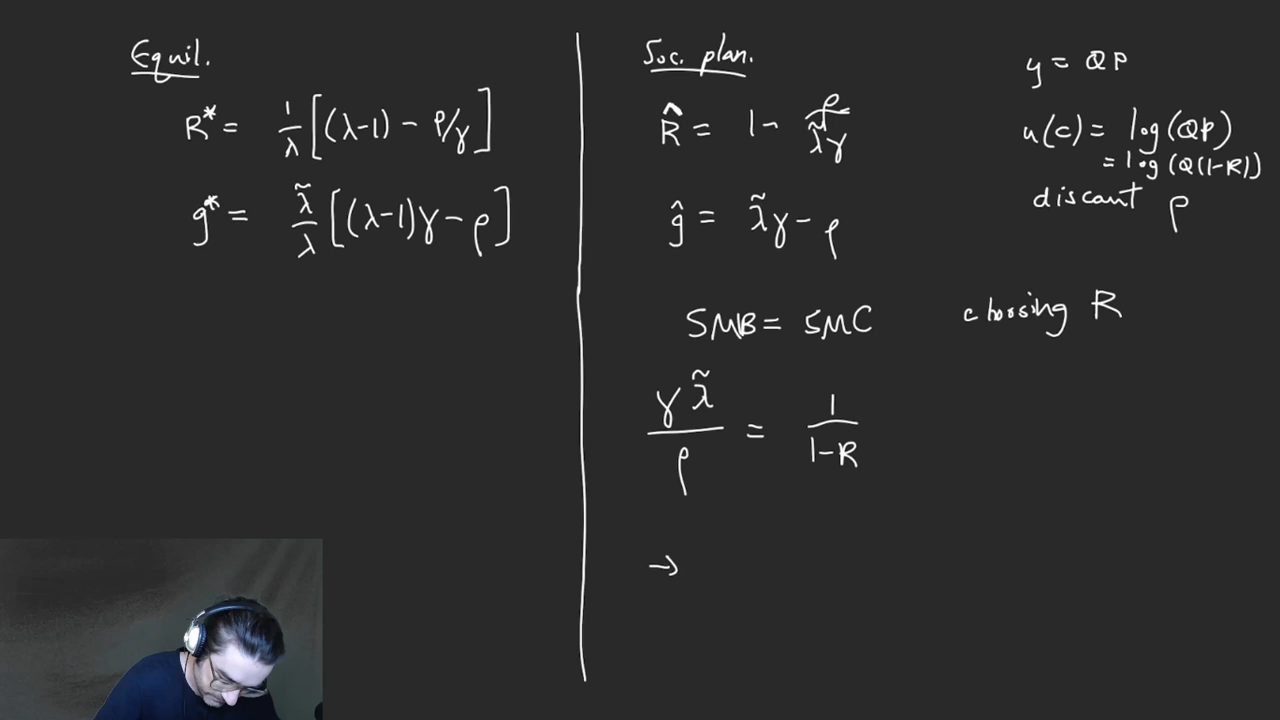 Equil.
R* = 1/λ [(λ-1) - ρ/γ]
g* = λ̃/λ [(λ-1)γ - ρ]
Soc. plan.
R̂ = 1 - ρ/λ̃γ
ĝ = λ̃γ - ρ
SMB = SMC
γλ̃/ρ = 1/1-R
→
y = QP
u(c) = log(QP)
= log(Q(1-R))
discount ρ
choosing R